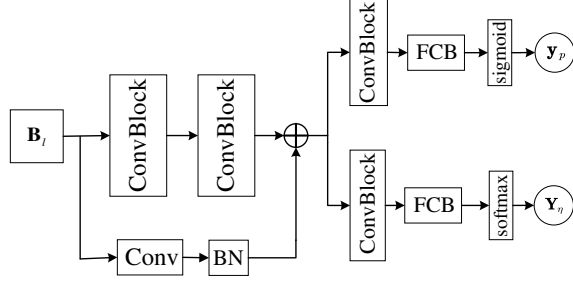 B_l
ConvBlock
ConvBlock
Conv
BN
ConvBlock
FCB
sigmoid
y_p
ConvBlock
FCB
softmax
Y_η